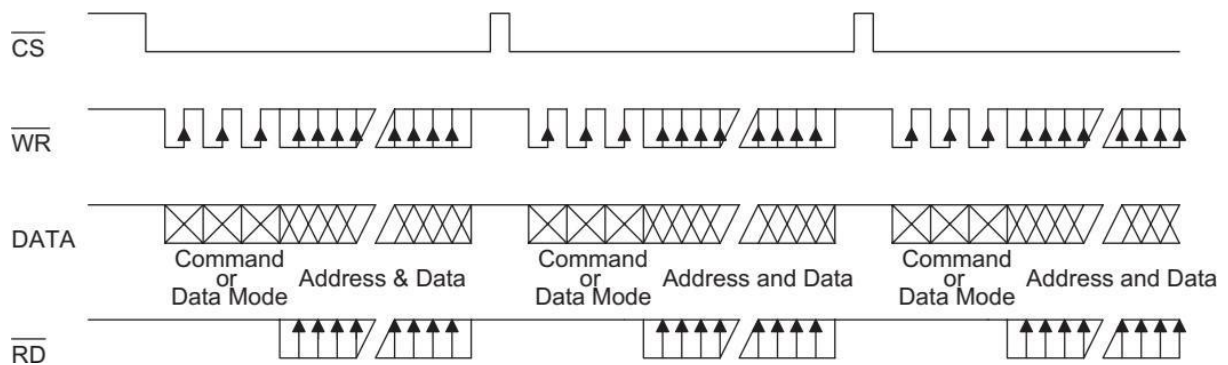 CS
WR
DATA
Command
or
Data Mode
Address & Data
Command
or
Data Mode
Address and Data
Command
or
Data Mode
Address and Data
RD